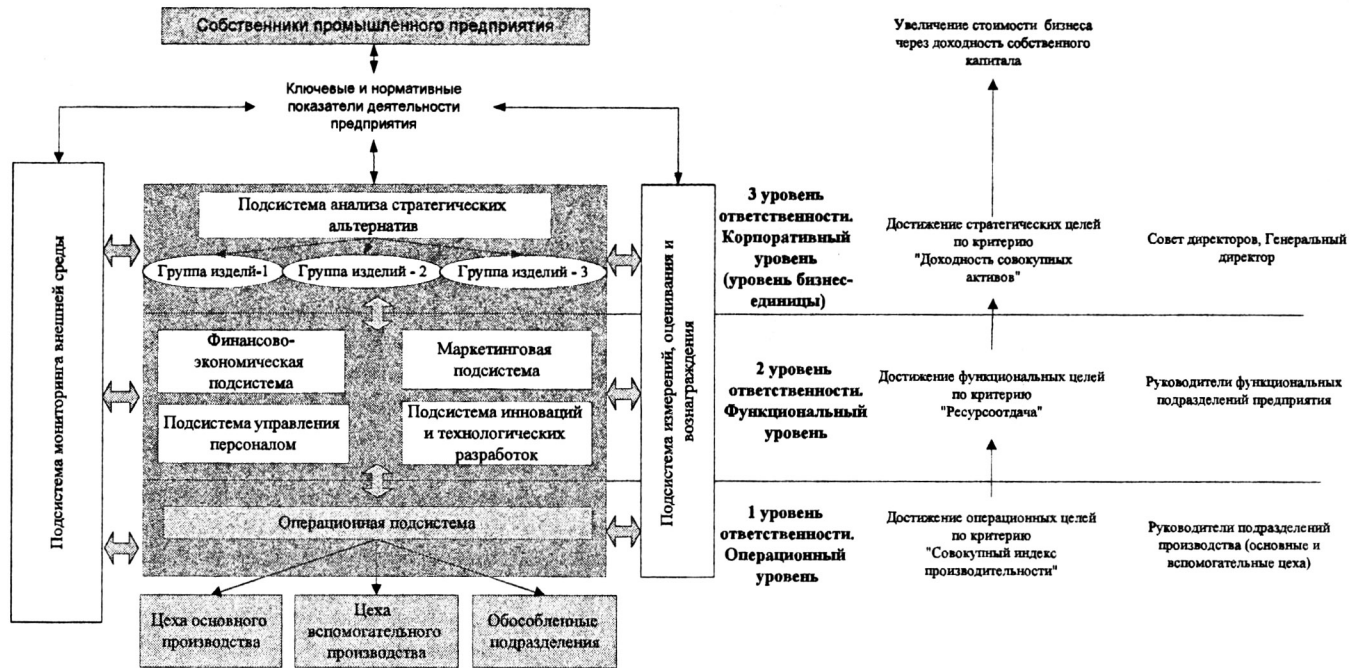 Собственники промышленного предприятия
Ключевые и нормативные
показатели деятельности
предприятия
Подсистема мониторинга внешней среды
Подсистема анализа стратегических
альтернатив
Группа издели-1
Группа изделий - 2
Группа изделий - 3
Финансово-
экономическая
подсистема
Маркетинговая
подсистема
Подсистема управления
персоналом
Подсистема инноваций
и технологических
разработок
Операционная подсистема
Цеха основного
производства
Цеха
вспомогательного
производства
Обособленные
подразделения
Подсистема измерений, оценивания и
вознаграждения
Увеличение стоимости бизнеса
через доходность собственного
капитала
3 уровень
ответственности.
Корпоративный
уровень
(уровень бизнес-
единицы)
Достижение стратегических целей
по критерию
"Доходность совокупных
активов"
Совет директоров, Генеральный
директор
2 уровень
ответственности.
Функциональный
уровень
Достижение функциональных целей
по критерию
"Ресурсоотдача"
Руководители функциональных
подразделений предприятия
1 уровень
ответственности.
Операционный
уровень
Достижение операционных целей
по критерию
"Совокупный индекс
производительности"
Руководители подразделений
производства (основные и
вспомогательные цеха)